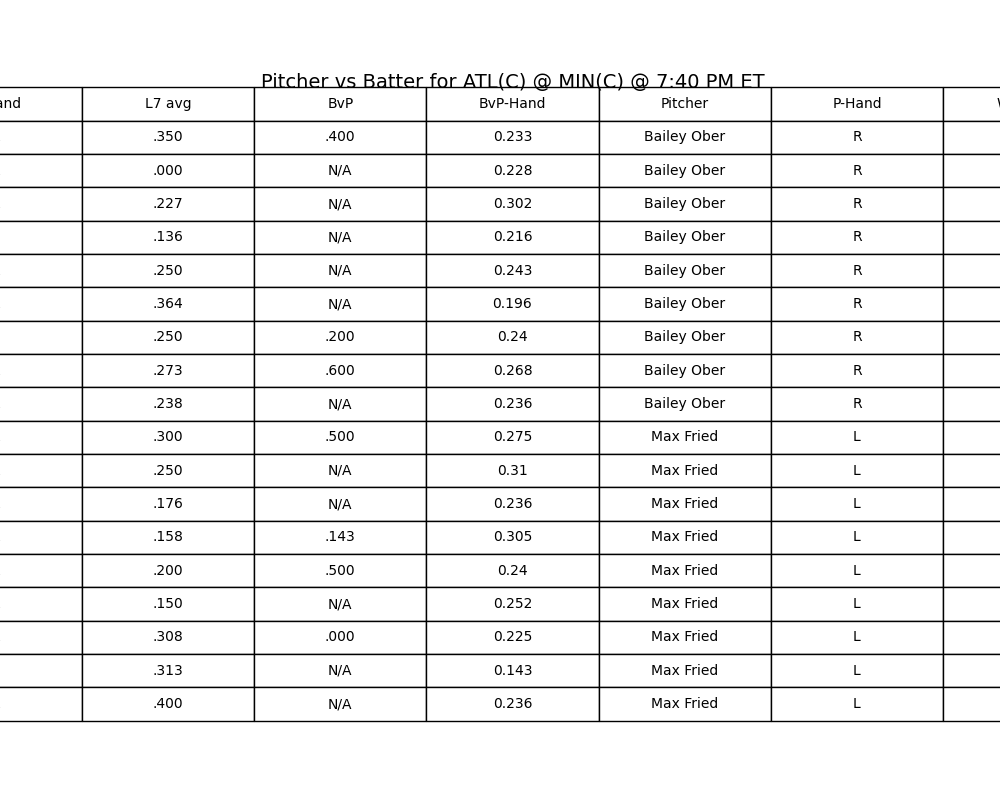 Pitcher vs Batter for ATL(C) @ MIN(C) @ 7:40 PM ET
L7 avg BvP BvP-Hand Pitcher P-Hand
.350 .400 0.233 Bailey Ober R
.000 N/A 0.228 Bailey Ober R
.227 N/A 0.302 Bailey Ober R
.136 N/A 0.216 Bailey Ober R
.250 N/A 0.243 Bailey Ober R
.364 N/A 0.196 Bailey Ober R
.250 .200 0.24 Bailey Ober R
.273 .600 0.268 Bailey Ober R
.238 N/A 0.236 Bailey Ober R
.300 .500 0.275 Max Fried L
.250 N/A 0.31 Max Fried L
.176 N/A 0.236 Max Fried L
.158 .143 0.305 Max Fried L
.200 .500 0.24 Max Fried L
.150 N/A 0.252 Max Fried L
.308 .000 0.225 Max Fried L
.313 N/A 0.143 Max Fried L
.400 N/A 0.236 Max Fried L